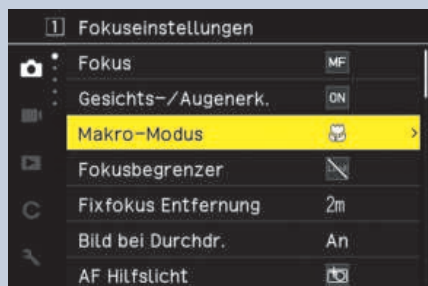 1 Fokuseinstellungen
Fokus MF
Gesichts-/Augenerk. ON
Makro-Modus
Fokusbegrenzer
Fixfokus Entfernung 2m
Bild bei Durchdr. An
C
AF Hilfslicht